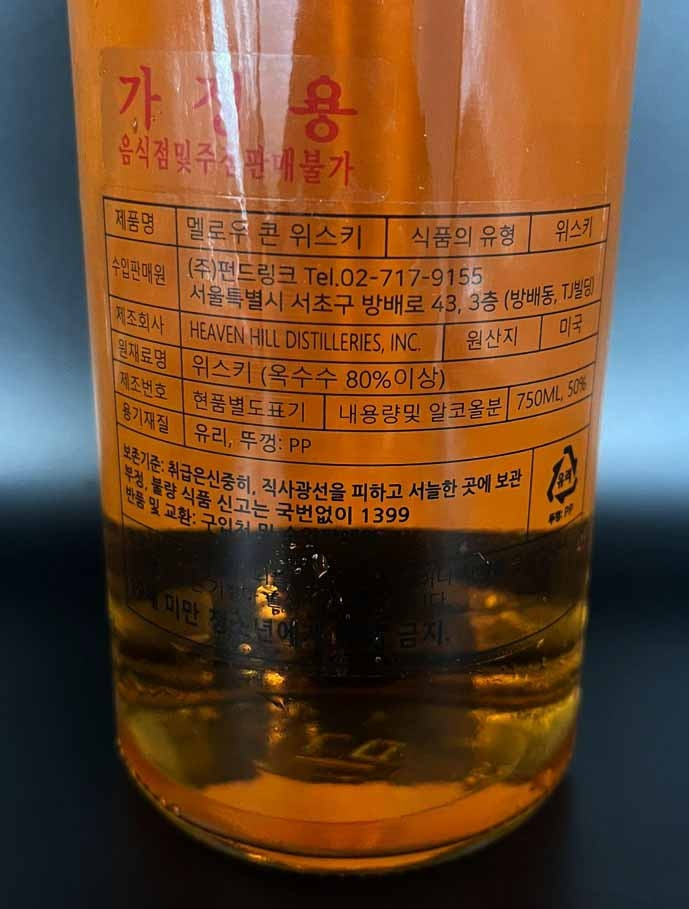 가정용
음식점및주점판매불가
제품명 멜로우 콘 위스키 식품의 유형 위스키
수입판매원 (주)펀드링크 Tel.02-717-9155
서울특별시 서초구 방배로 43, 3층 (방배동, TJ빌딩)
제조회사 HEAVEN HILL DISTILLERIES, INC. 원산지 미국
원재료명 위스키 (옥수수 80%이상)
제조번호 현품별도표기 내용량및 알코올분 750ML, 50%
용기재질 유리, 뚜껑: PP
보존기준: 취급은신중히, 직사광선을 피하고 서늘한 곳에 보관
부정, 불량 식품 신고는 국번없이 1399
반품 및 교환: 구입처 및
유리
뚜껑: PP
미만 청소년에게 금지.